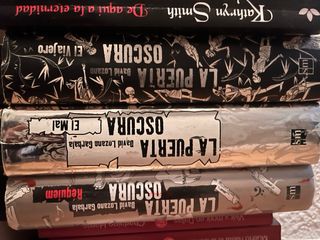 De aquí a la eternidad
Kathryn Smith
El Viajero
LA PUERTA
OSCURA
David Lozano
El Mal
LA PUERTA
OSCURA
David Lozano Garbala
Requiem
LA PUERTA
OSCURA
David Lozano Garbala